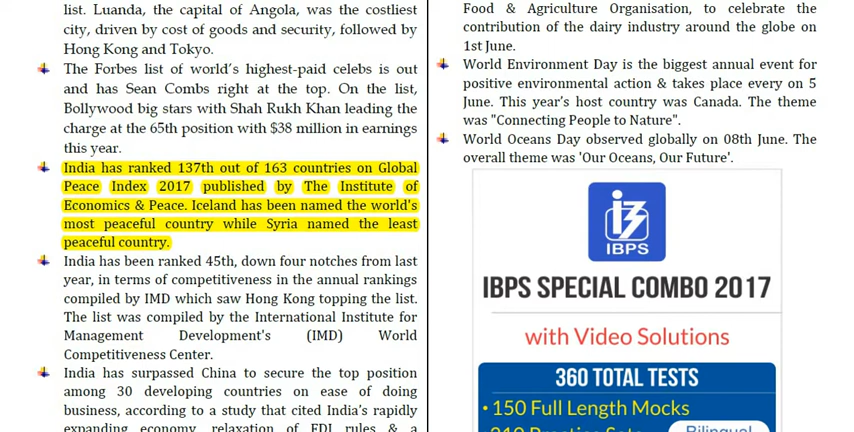 list. Luanda, the capital of Angola, was the costliest
city, driven by cost of goods and security, followed by
Hong Kong and Tokyo.
The Forbes list of world's highest-paid celebs is out
and has Sean Combs right at the top. On the list,
Bollywood big stars with Shah Rukh Khan leading the
charge at the 65th position with $38 million in earnings
this year.
India has ranked 137th out of 163 countries on Global
Peace Index 2017 published by The Institute of
Economics & Peace. Iceland has been named the world's
most peaceful country while Syria named the least
peaceful country.
India has been ranked 45th, down four notches from last
year, in terms of competitiveness in the annual rankings
compiled by IMD which saw Hong Kong topping the list.
The list was compiled by the International Institute for
Management Development's (IMD) World
Competitiveness Center.
India has surpassed China to secure the top position
among 30 developing countries on ease of doing
business, according to a study that cited India's rapidly
expanding economy, relaxation of FDI rules & a
Food & Agriculture Organisation, to celebrate the
contribution of the dairy industry around the globe on
1st June.
World Environment Day is the biggest annual event for
positive environmental action & takes place every on 5
June. This year's host country was Canada. The theme
was "Connecting People to Nature".
World Oceans Day observed globally on 08th June. The
overall theme was 'Our Oceans, Our Future'.
IBPS
IBPS SPECIAL COMBO 2017
with Video Solutions
360 TOTAL TESTS
• 150 Full Length Mocks
210 Practice Sets
Bilingual